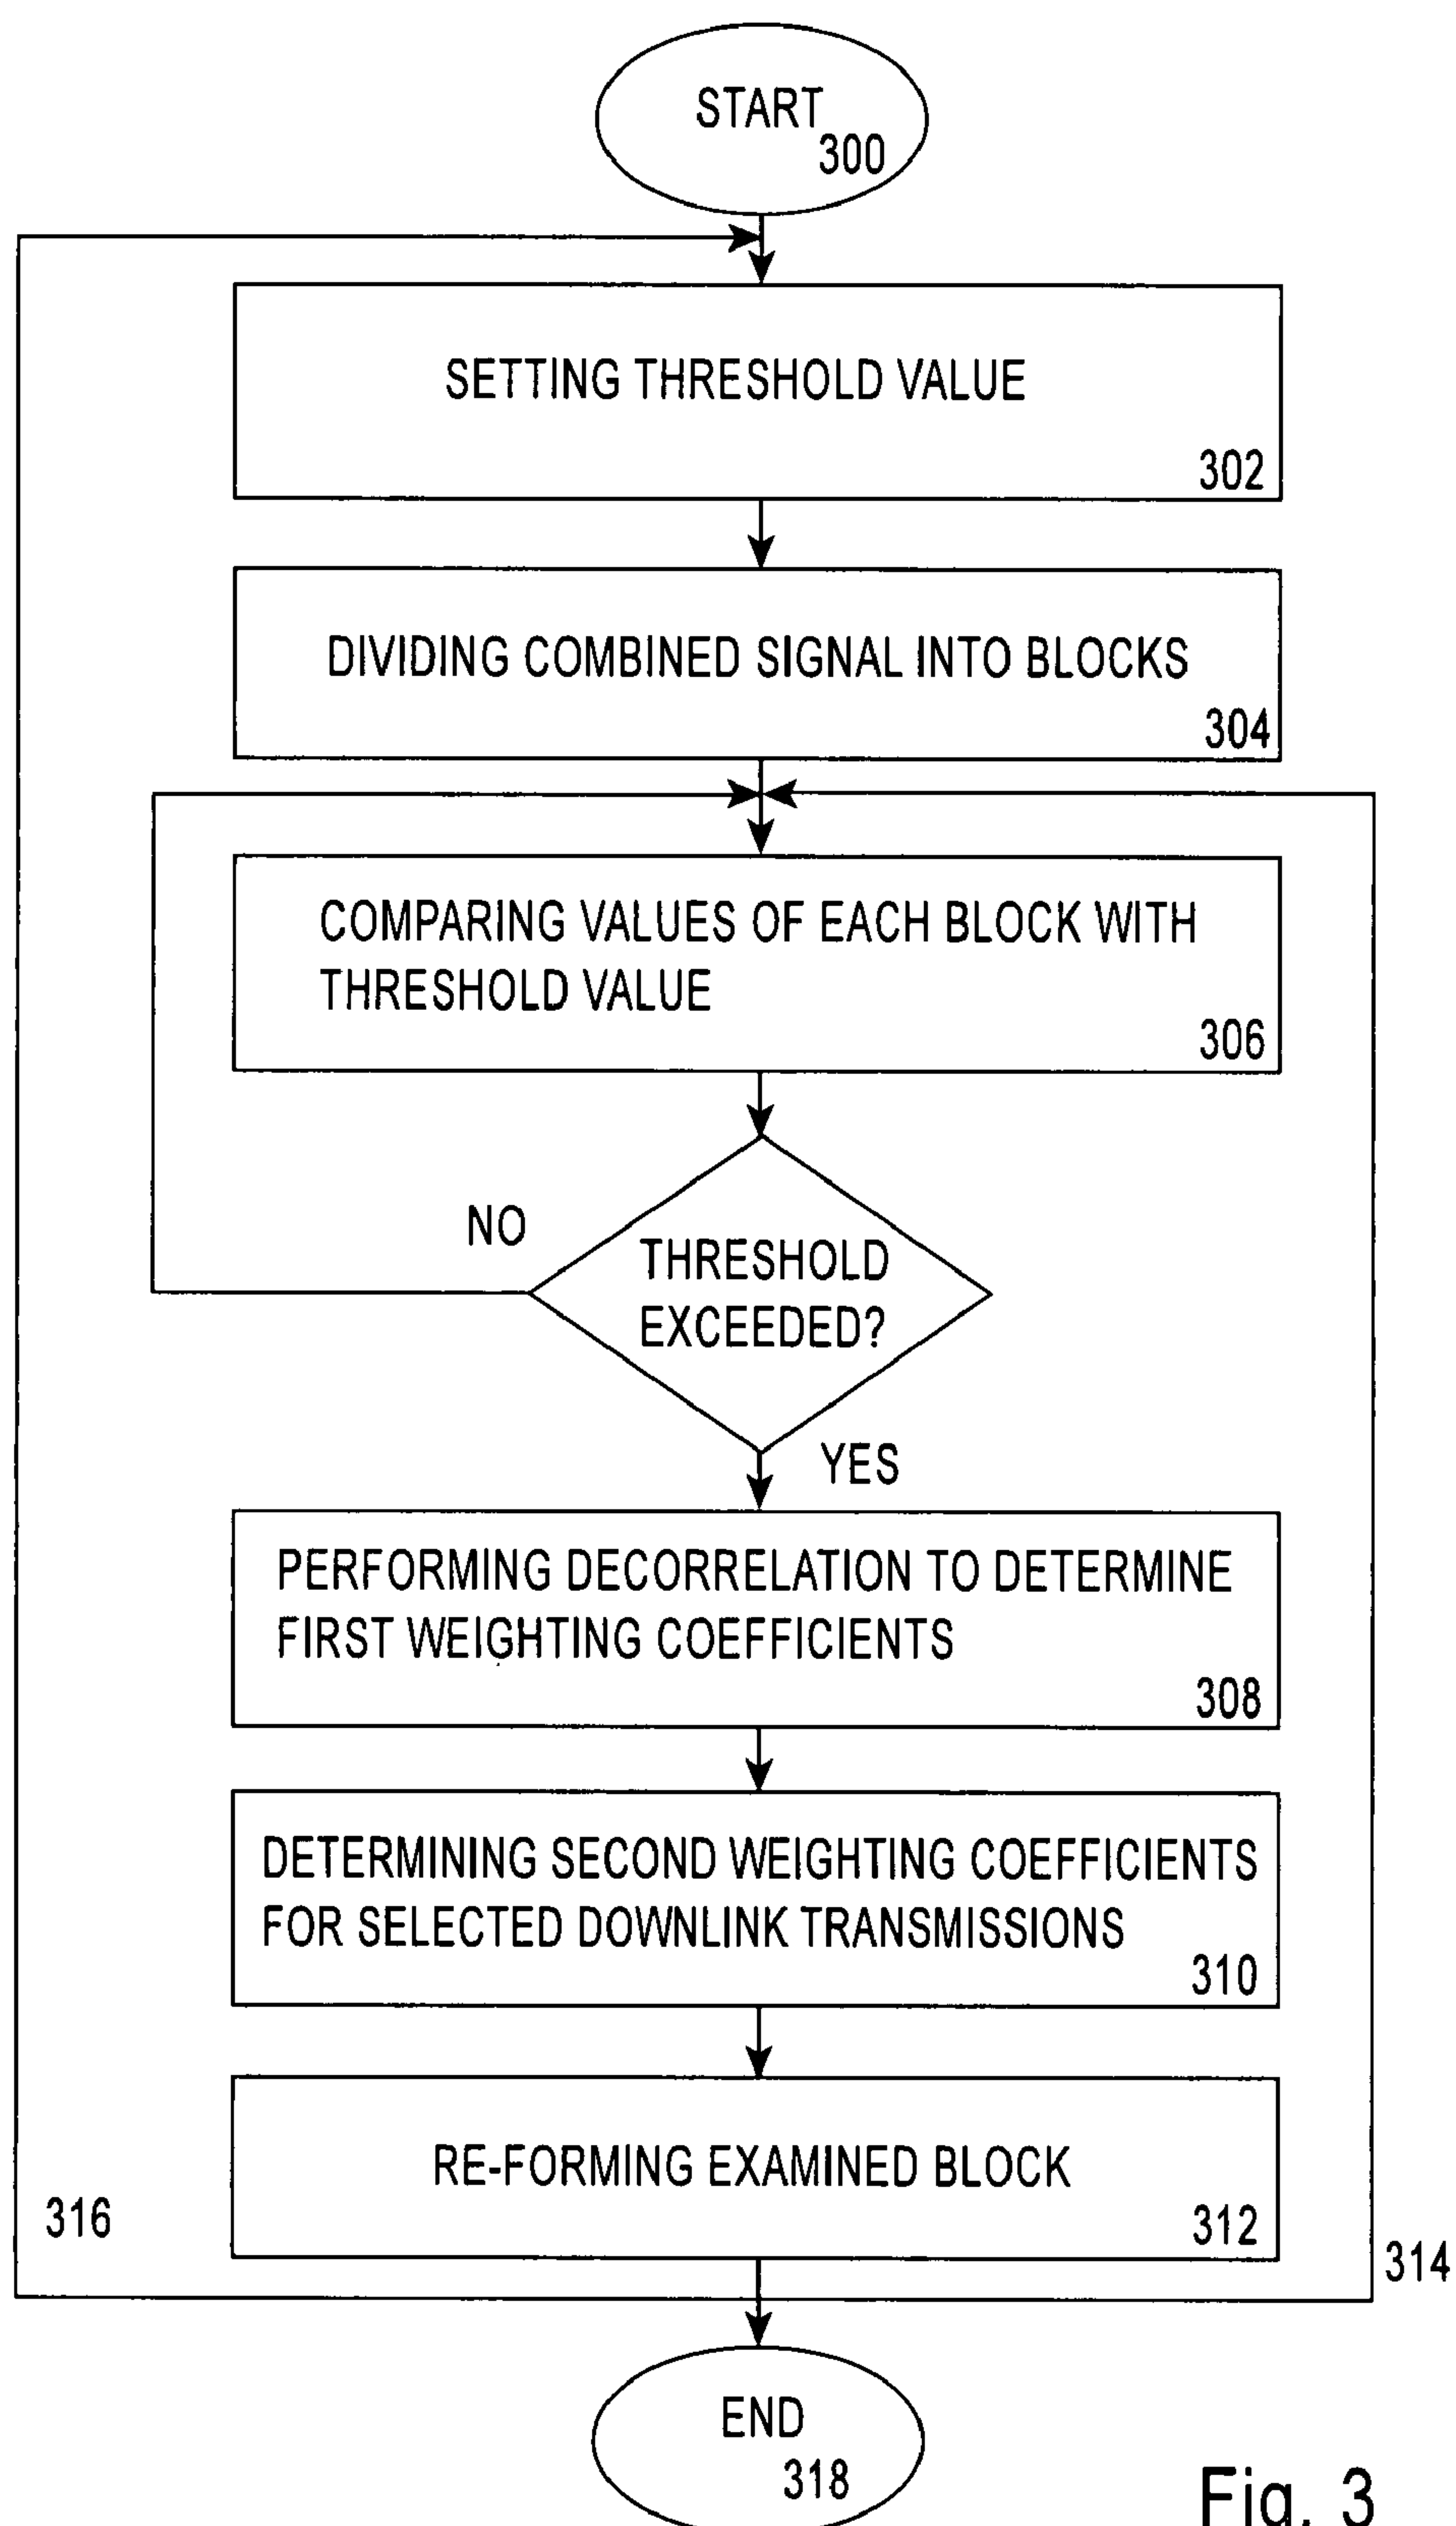 START
300
SETTING THRESHOLD VALUE
302
DIVIDING COMBINED SIGNAL INTO BLOCKS
304
COMPARING VALUES OF EACH BLOCK WITH
THRESHOLD VALUE
306
NO
THRESHOLD
EXCEEDED?
YES
PERFORMING DECORRELATION TO DETERMINE
FIRST WEIGHTING COEFFICIENTS
308
DETERMINING SECOND WEIGHTING COEFFICIENTS
FOR SELECTED DOWNLINK TRANSMISSIONS
310
RE-FORMING EXAMINED BLOCK
312
316
314
END
318
Fig. 3